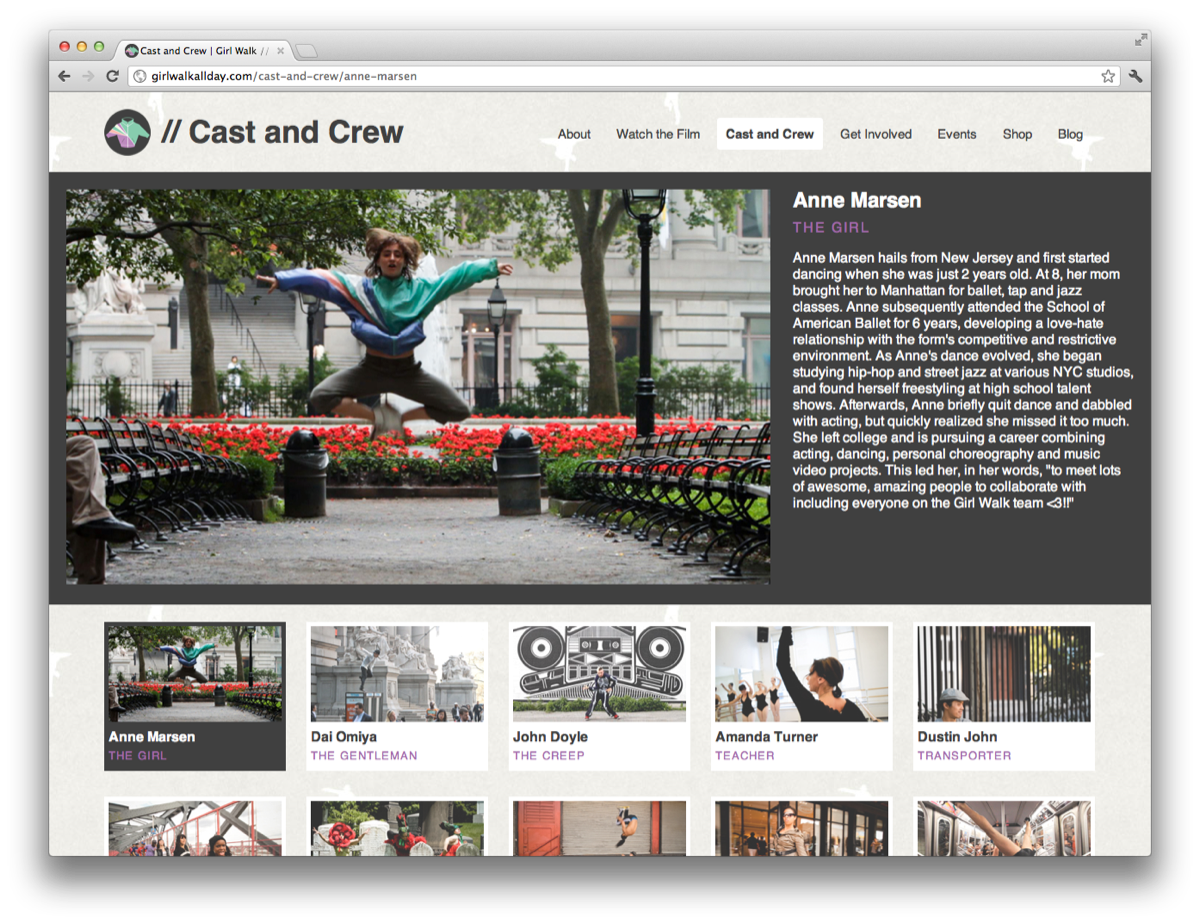 Cast and Crew | Girl Walk //
girlwalkallday.com/cast-and-crew/anne-marsen
// Cast and Crew
About
Watch the Film
Cast and Crew
Get Involved
Events
Shop
Blog
Anne Marsen
THE GIRL
Anne Marsen hails from New Jersey and first started
dancing when she was just 2 years old. At 8, her mom
brought her to Manhattan for ballet, tap and jazz
classes. Anne subsequently attended the School of
American Ballet for 6 years, developing a love-hate
relationship with the form's competitive and restrictive
environment. As Anne's dance evolved, she began
studying hip-hop and street jazz at various NYC studios,
and found herself freestyling at high school talent
shows. Afterwards, Anne briefly quit dance and dabbled
with acting, but quickly realized she missed it too much.
She left college and is pursuing a career combining
acting, dancing, personal choreography and music
video projects. This led her, in her words, "to meet lots
of awesome, amazing people to collaborate with
including everyone on the Girl Walk team <3!!"
Anne Marsen
THE GIRL
Dai Omiya
THE GENTLEMAN
John Doyle
THE CREEP
Amanda Turner
TEACHER
Dustin John
TRANSPORTER